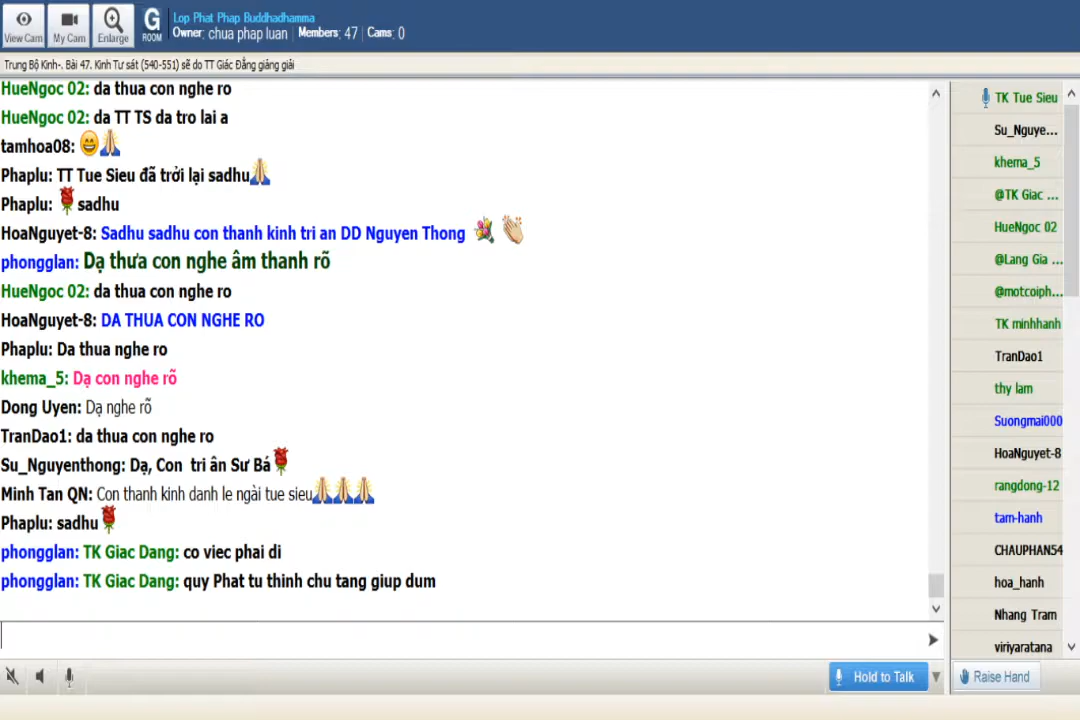 View Cam
My Cam
Enlarge
G
ROOM
Lop Phat Phap Buddhadhamma
Owner: chua phap luan | Members: 47 | Cams: 0
Trung Bộ Kinh-. Bài 47. Kinh Tư sát (540-551) sẽ do TT Giác Đẳng giảng giải
HueNgoc 02: da thua con nghe ro
HueNgoc 02: da TT TS da tro lai a
tamhoa08: 😄🙏
Phaplu: TT Tue Sieu đã trởi lại sadhu🙏
Phaplu: 🌹sadhu
HoaNguyet-8: Sadhu sadhu con thanh kinh tri an DD Nguyen Thong 💐 👏
phongglan: Dạ thưa con nghe âm thanh rõ
HueNgoc 02: da thua con nghe ro
HoaNguyet-8: DA THUA CON NGHE RO
Phaplu: Da thua nghe ro
khema_5: Dạ con nghe rõ
Dong Uyen: Dạ nghe rõ
TranDao1: da thua con nghe ro
Su_Nguyenthong: Dạ, Con tri ân Sư Bá🌹
Minh Tan QN: Con thanh kinh danh le ngài tue sieu🙏🙏🙏
Phaplu: sadhu🌹
phongglan: TK Giac Dang: co viec phai di
phongglan: TK Giac Dang: quy Phat tu thinh chu tang giup dum
Hold to Talk
TK Tue Sieu
Su_Nguye...
khema_5
@TK Giac ...
HueNgoc 02
@Lang Gia ...
@motcoiph...
TK minhhanh
TranDao1
thy lam
Suongmai000
HoaNguyet-8
rangdong-12
tam-hanh
CHAUPHAN54
hoa_hanh
Nhang Tram
viriyaratana
Raise Hand